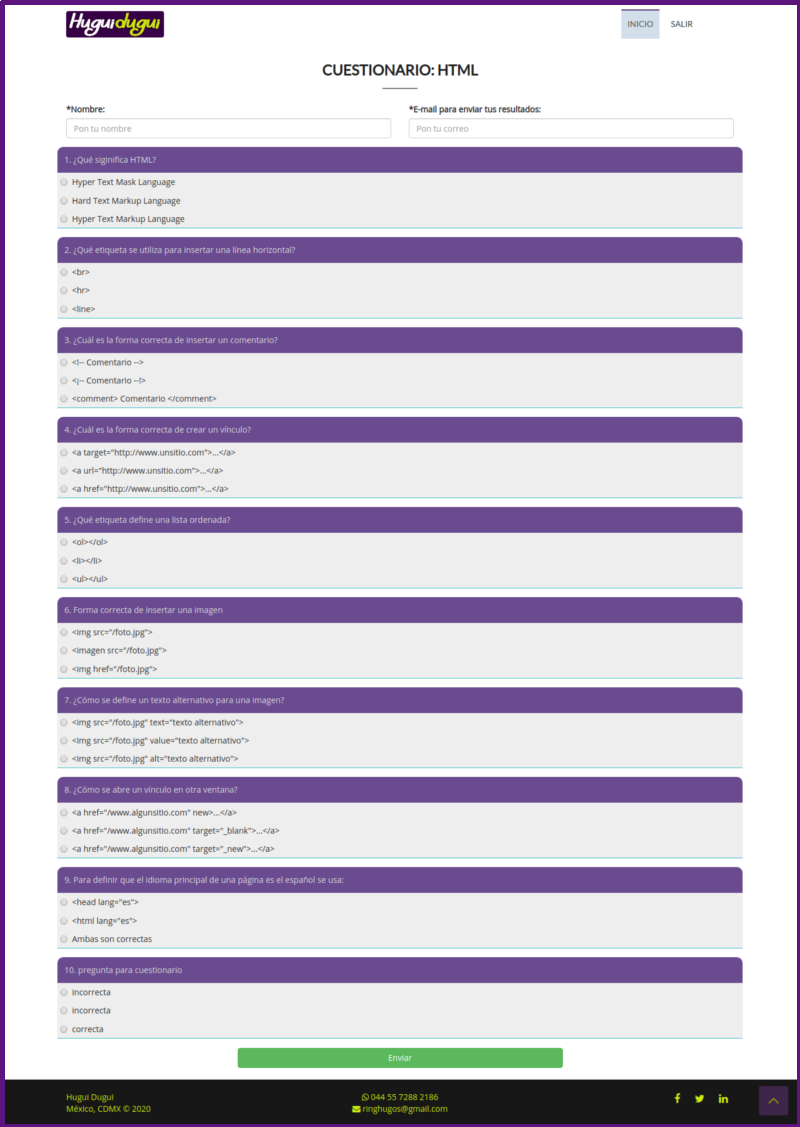 Huguidugui
INICIO SALIR
CUESTIONARIO: HTML
*Nombre: *E-mail para enviar tus resultados:
Pon tu nombre Pon tu correo
1. ¿Qué siginifica HTML?
Hyper Text Mask Language
Hard Text Markup Language
Hyper Text Markup Language
2. ¿Qué etiqueta se utiliza para insertar una línea horizontal?
<br>
<hr>
<line>
3. ¿Cuál es la forma correcta de insertar un comentario?
<!-- Comentario -->
<¡-- Comentario --!>
<comment> Comentario </comment>
4. ¿Cuál es la forma correcta de crear un vínculo?
<a target="http://www.unsitio.com">...</a>
<a url="http://www.unsitio.com">...</a>
<a href="http://www.unsitio.com">...</a>
5. ¿Qué etiqueta define una lista ordenada?
<ol></ol>
<li></li>
<ul></ul>
6. Forma correcta de insertar una imagen
<img src="/foto.jpg">
<imagen src="/foto.jpg">
<img href="/foto.jpg">
7. ¿Cómo se define un texto alternativo para una imagen?
<img src="/foto.jpg" text="texto alternativo">
<img src="/foto.jpg" value="texto alternativo">
<img src="/foto.jpg" alt="texto alternativo">
8. ¿Cómo se abre un vínculo en otra ventana?
<a href="/www.algunsitio.com" new>...</a>
<a href="/www.algunsitio.com" target="_blank">...</a>
<a href="/www.algunsitio.com" target="_new">...</a>
9. Para definir que el idioma principal de una página es el español se usa:
<head lang="es">
<html lang="es">
Ambas son correctas
10. pregunta para cuestionario
incorrecta
incorrecta
correcta
Enviar
Hugui Dugui 044 55 7288 2186
México, CDMX © 2020 ringhugos@gmail.com